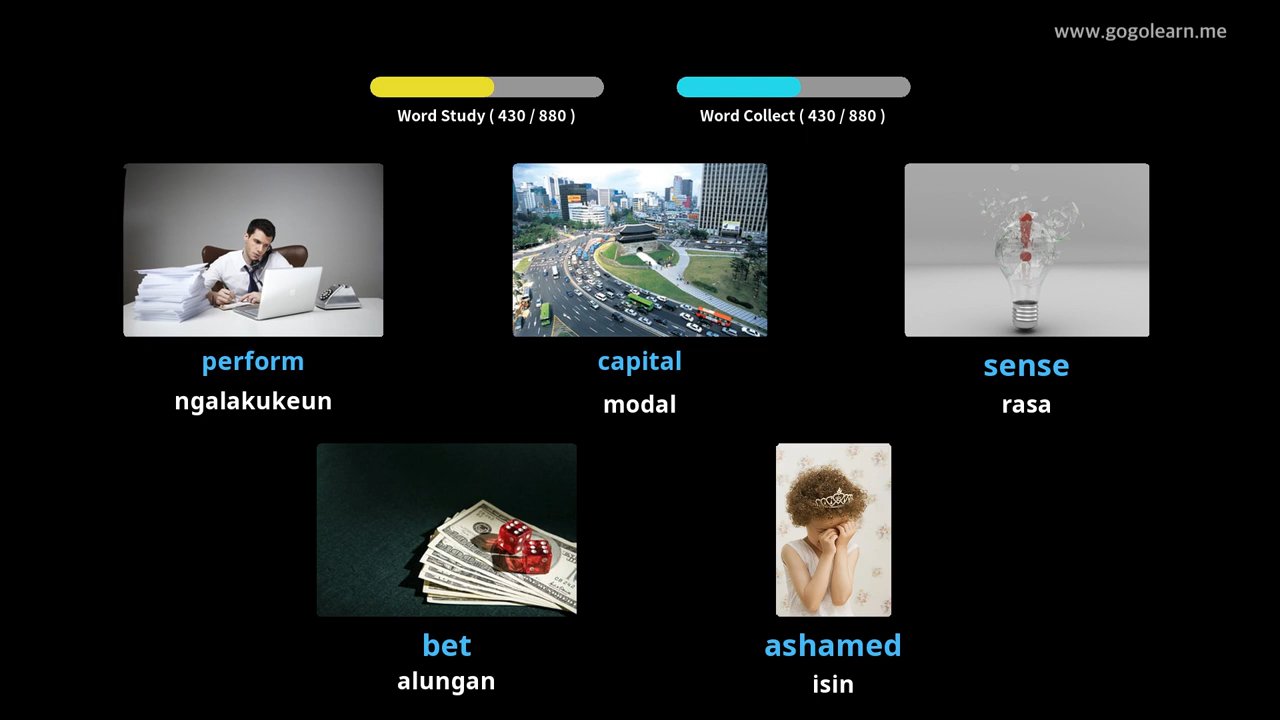 www.gogolearn.me
Word Study ( 430 / 880 )
Word Collect ( 430 / 880 )
perform
ngalakukeun
capital
modal
sense
rasa
bet
alungan
ashamed
isin